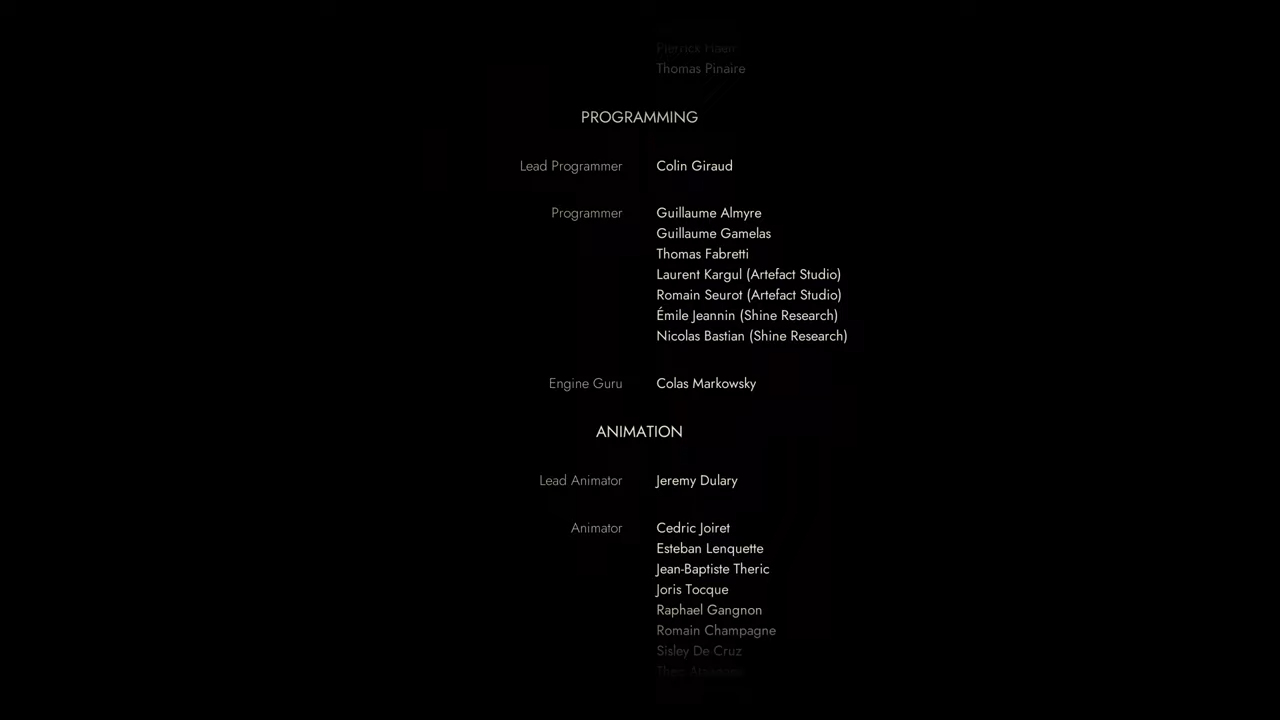 Pierrick
Thomas Pinaire
PROGRAMMING
Lead Programmer Colin Giraud
Programmer Guillaume Almyre
Guillaume Gamelas
Thomas Fabretti
Laurent Kargul (Artefact Studio)
Romain Seurot (Artefact Studio)
Émile Jeannin (Shine Research)
Nicolas Bastian (Shine Research)
Engine Guru Colas Markowsky
ANIMATION
Lead Animator Jeremy Dulary
Animator Cedric Joiret
Esteban Lenquette
Jean-Baptiste Theric
Joris Tocque
Raphael Gangnon
Romain Champagne
Sisley De Cruz